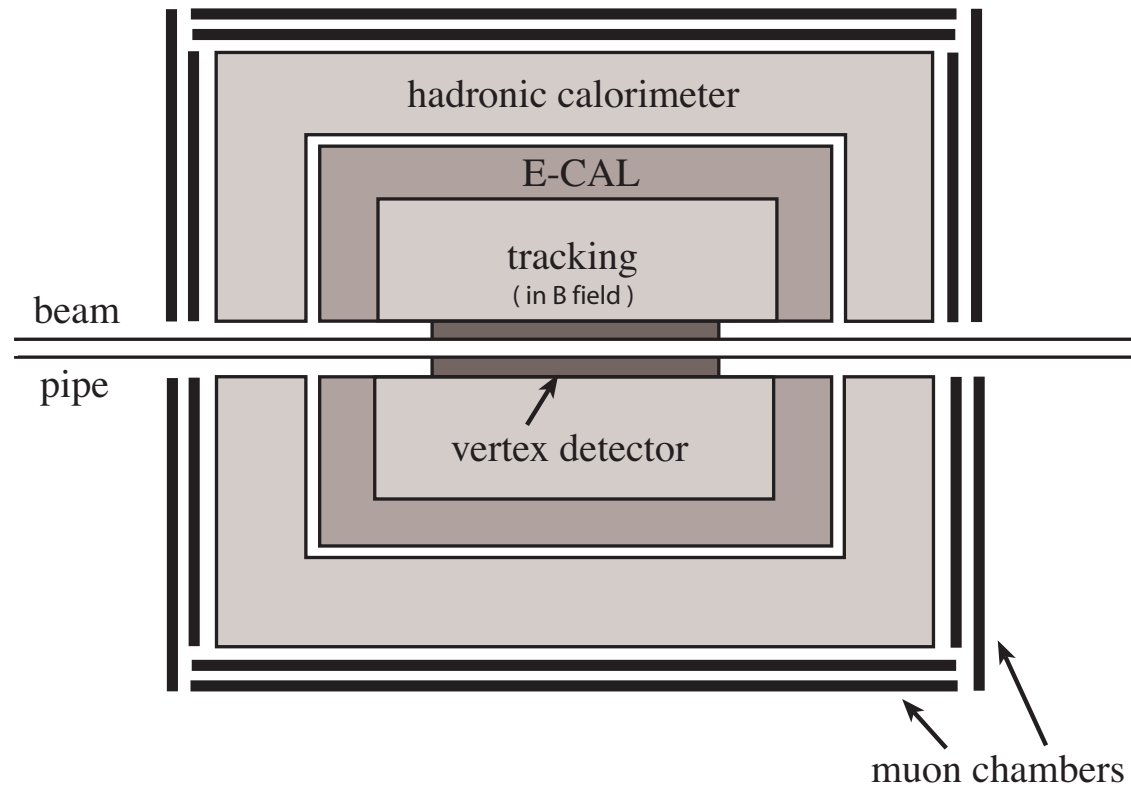 hadronic calorimeter
E-CAL
tracking
( in B field )
beam
pipe
vertex detector
muon chambers